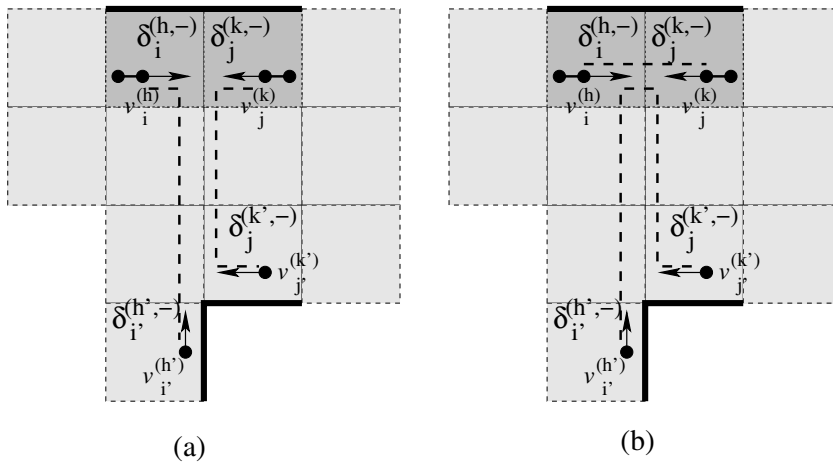 δ_i^(h,−) δ_j^(k,−)
v_i^(h) v_j^(k)
δ_j^(k',−)
v_j'^(k')
δ_i'^(h',−)
v_i'^(h')
(a)
δ_i^(h,−) δ_j^(k,−)
v_i^(h) v_j^(k)
δ_j^(k',−)
v_j'^(k')
δ_i'^(h',−)
v_i'^(h')
(b)